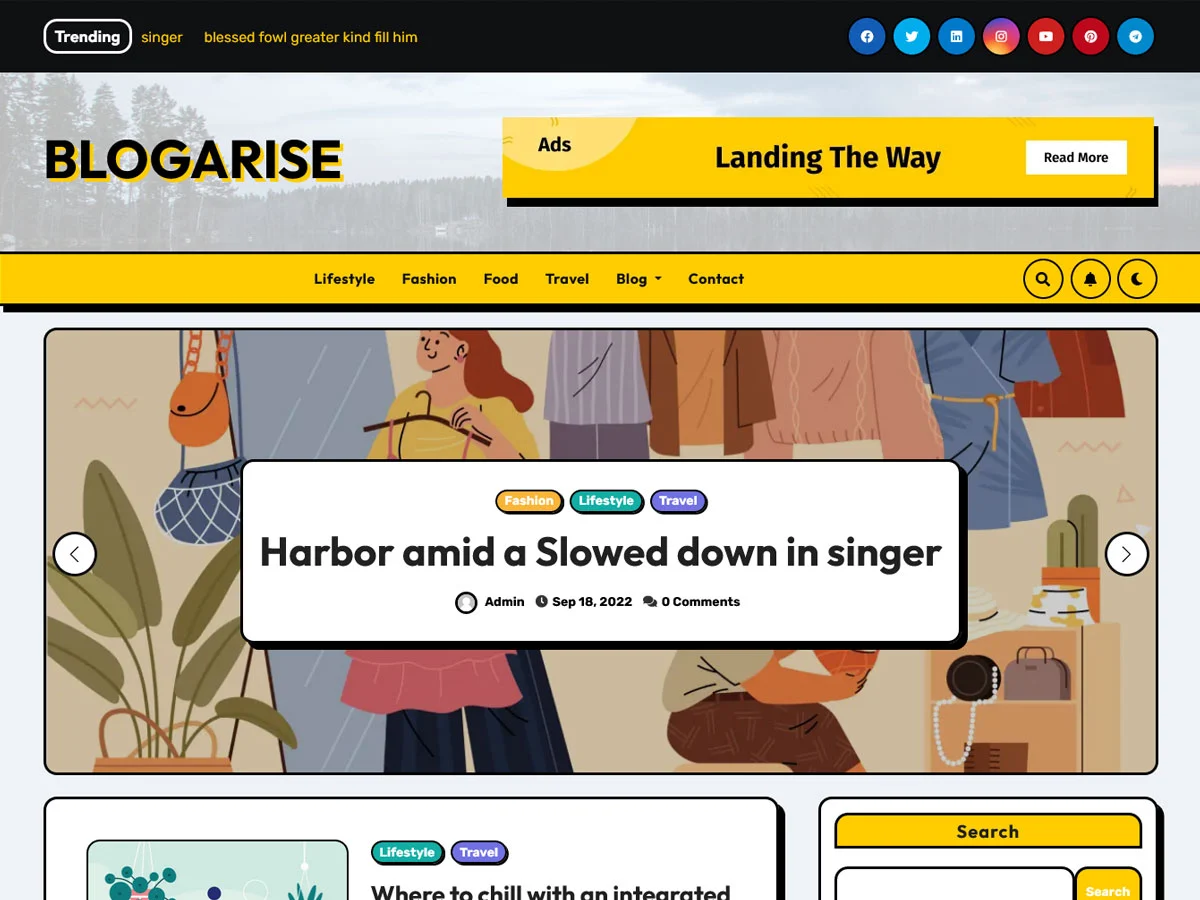 Trending singer blessed fowl greater kind fill him
BLOGARISE
Ads
Landing The Way
Read More
Lifestyle Fashion Food Travel Blog Contact
Fashion Lifestyle Travel
Harbor amid a Slowed down in singer
Admin Sep 18, 2022 0 Comments
Lifestyle Travel
Where to chill with an integrated
Search
Search